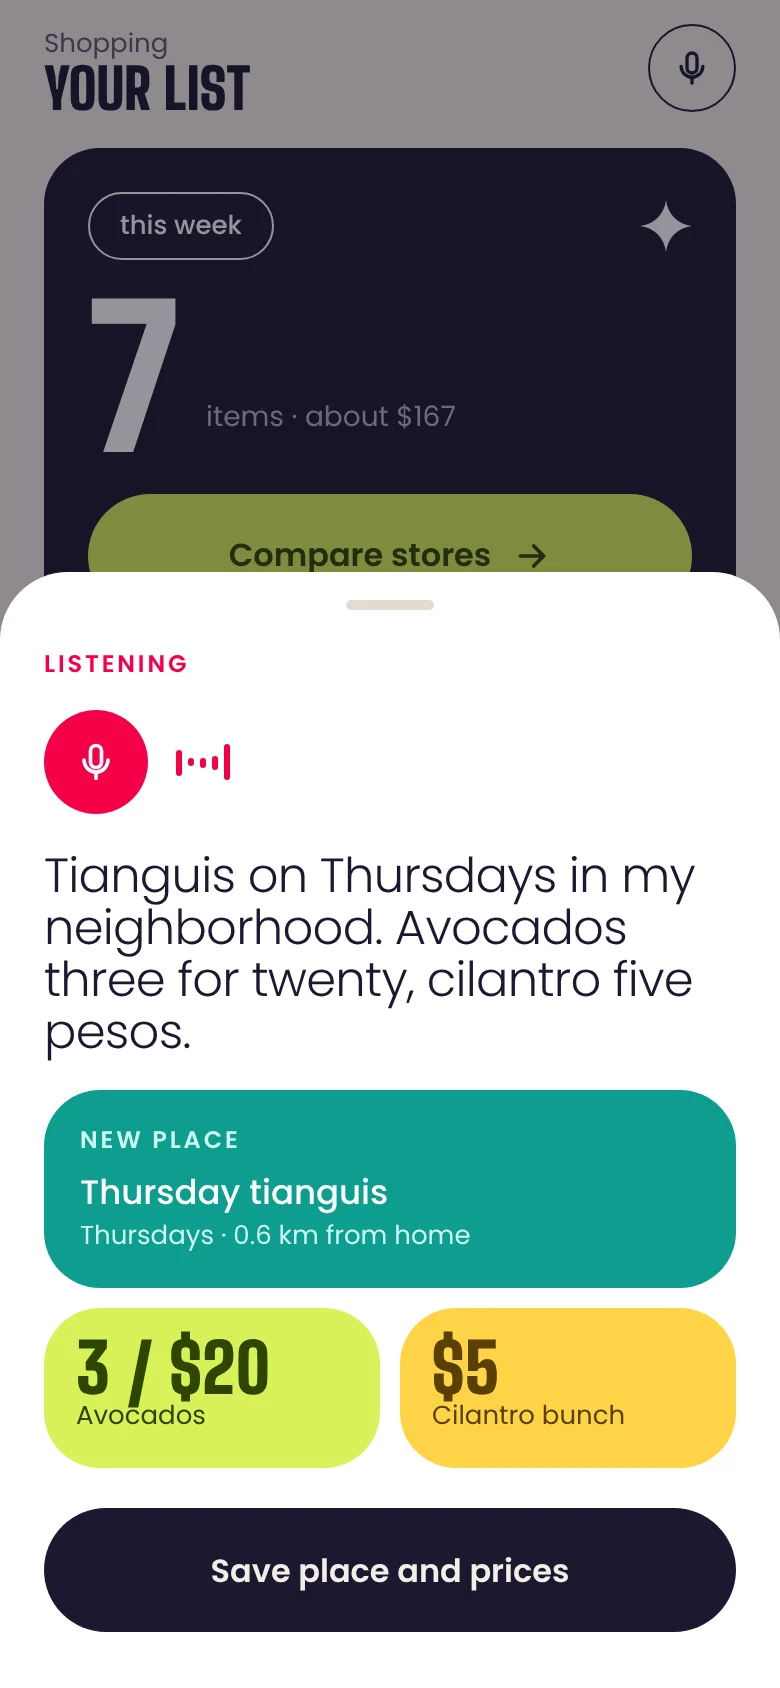 Shopping
YOUR LIST
this week
7
items · about $167
Compare stores →
LISTENING
Tianguis on Thursdays in my
neighborhood. Avocados
three for twenty, cilantro five
pesos.
NEW PLACE
Thursday tianguis
Thursdays · 0.6 km from home
3 / $20
Avocados
$5
Cilantro bunch
Save place and prices